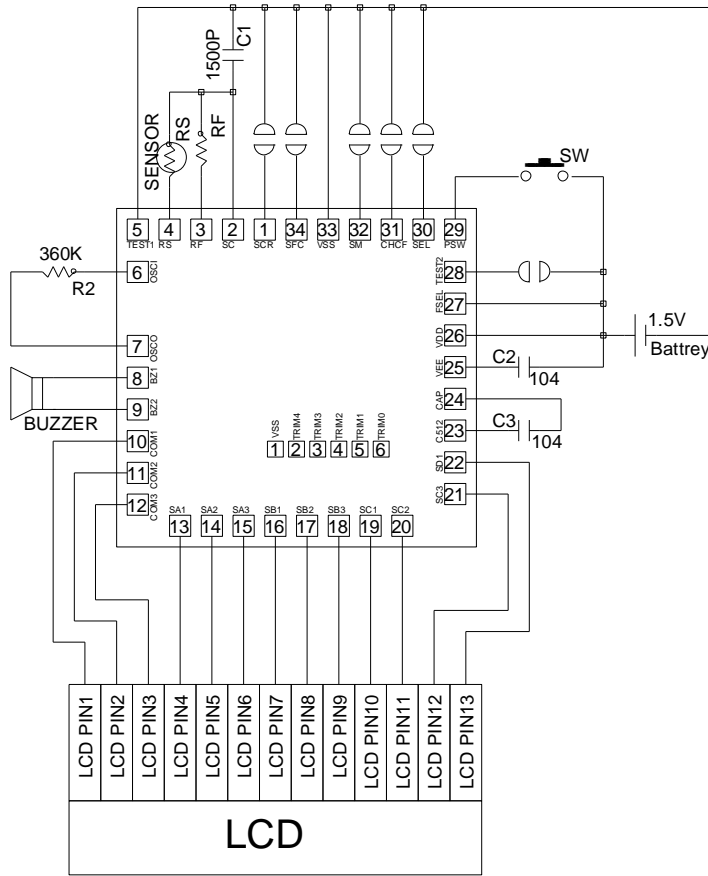 1500P
C1
SENSOR
RS
RF
SW
5 4 3 2 1 34 33 32 31 30 29
TEST1 RS RF SC SCR SFC VSS SM CHCF SEL PSW
360K
R2
6 OSCI
7 OSCO
8 BZ1
9 BZ2
BUZZER
10 COM1
11 COM2
12 COM3
28 TEST2
27 FSEL
26 VDD
25 VEE
24 CAP
23 C512
22 SD1
21 SC3
1.5V
Battrey
C2
104
C3
104
VSS TRIM4 TRIM3 TRIM2 TRIM1 TRIM0
1 2 3 4 5 6
SA1 SA2 SA3 SB1 SB2 SB3 SC1 SC2
13 14 15 16 17 18 19 20
LCD PIN1
LCD PIN2
LCD PIN3
LCD PIN4
LCD PIN5
LCD PIN6
LCD PIN7
LCD PIN8
LCD PIN9
LCD PIN10
LCD PIN11
LCD PIN12
LCD PIN13
LCD